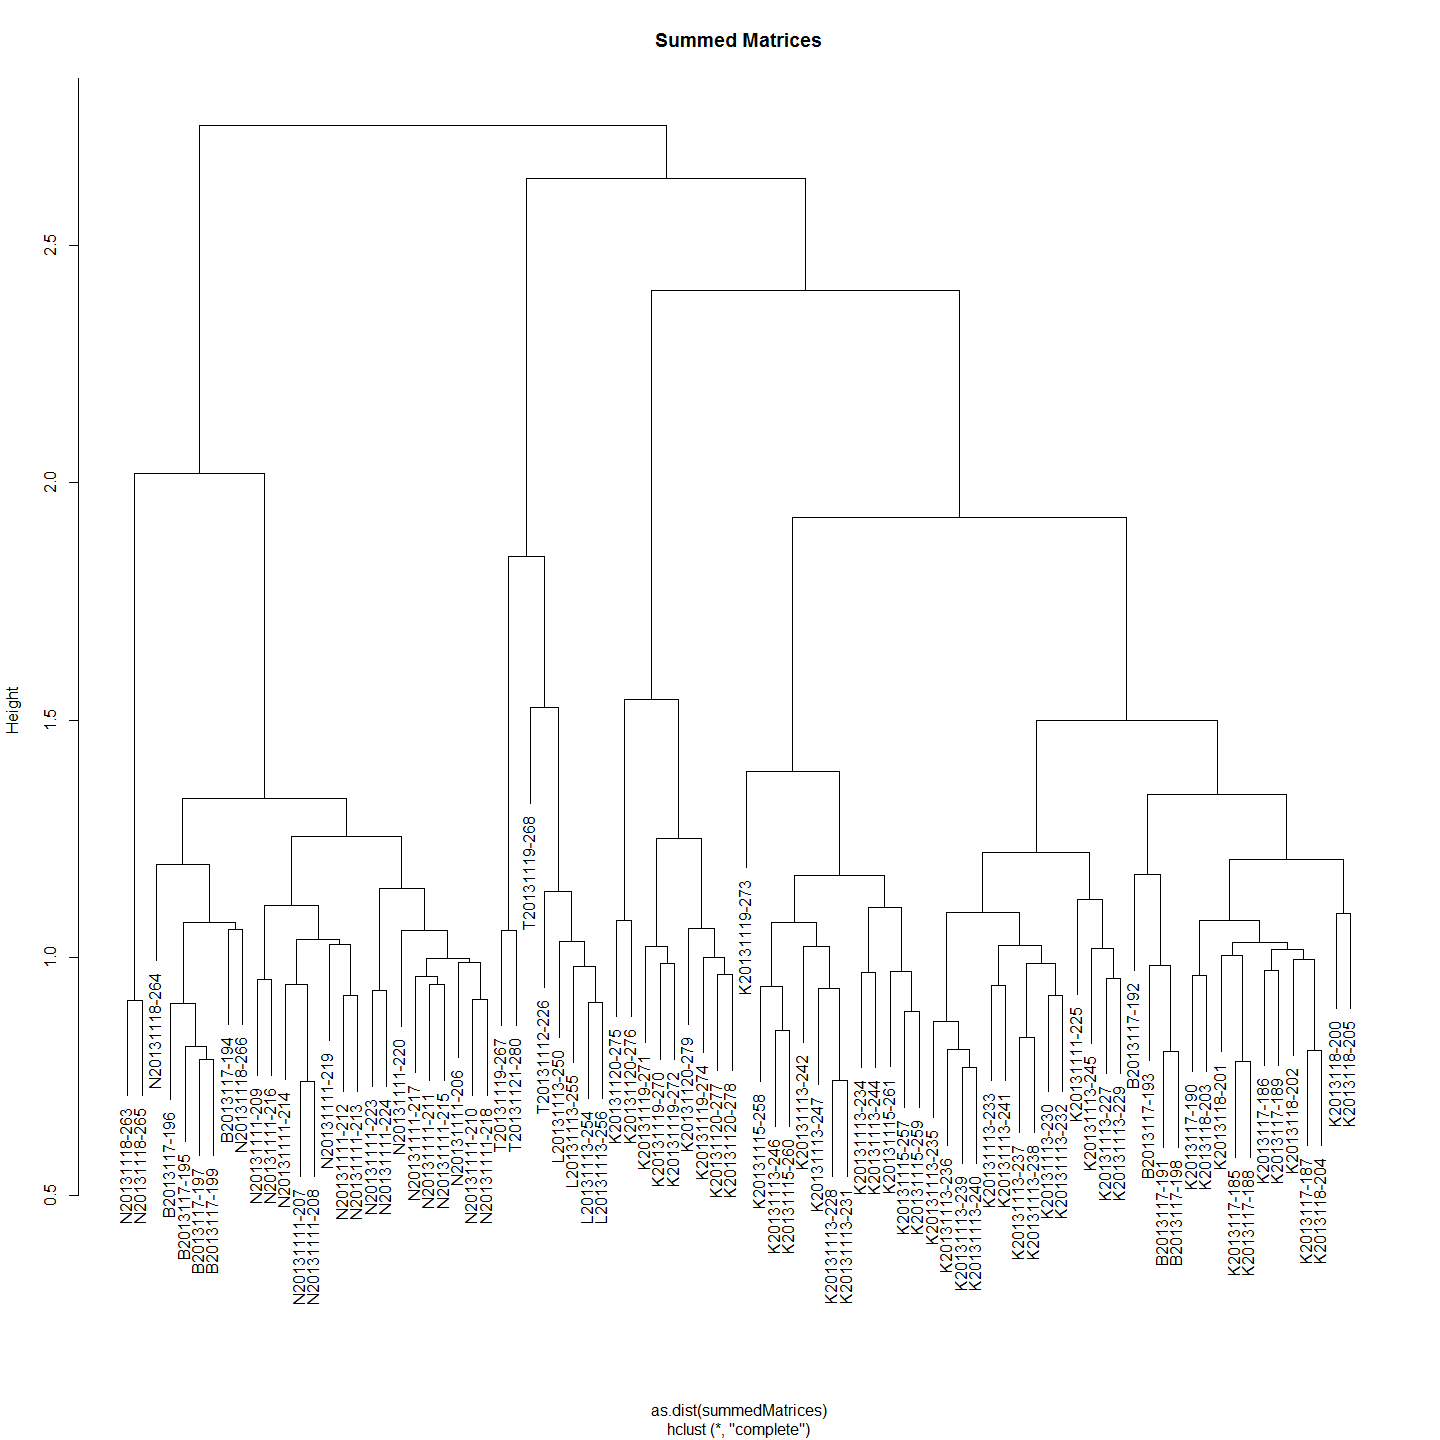 Summed Matrices
Height
0.5
1.0
1.5
2.0
2.5
N20131118-263
N20131118-265
N20131118-264
B2013117-196
B2013117-195
B2013117-197
B2013117-199
B2013117-194
N20131118-266
N20131111-209
N20131111-216
N20131111-214
N20131111-207
N20131111-208
N20131111-219
N20131111-212
N20131111-213
N20131111-223
N20131111-224
N20131111-220
N20131111-217
N20131111-211
N20131111-215
N20131111-206
N20131111-210
N20131111-218
T20131119-267
T20131121-280
T20131119-268
T20131112-226
L20131113-250
L20131113-255
L20131113-254
L20131113-256
K20131120-275
K20131120-276
K20131119-271
K20131119-270
K20131119-272
K20131120-279
K20131119-274
K20131120-277
K20131120-278
K20131119-273
K20131115-258
K20131113-246
K20131115-260
K20131113-242
K20131113-247
K20131113-228
K20131113-231
K20131113-234
K20131113-244
K20131115-261
K20131115-257
K20131115-259
K20131113-235
K20131113-236
K20131113-239
K20131113-240
K20131113-233
K20131113-241
K20131113-237
K20131113-238
K20131113-230
K20131113-232
K20131111-225
K20131113-245
K20131113-227
K20131113-229
B2013117-192
B2013117-193
B2013117-191
B2013117-198
K2013117-190
K2013118-203
K2013118-201
K2013117-185
K2013117-188
K2013117-186
K2013117-189
K2013118-202
K2013117-187
K2013118-204
K2013118-200
K2013118-205
as.dist(summedMatrices)
hclust (*, "complete")